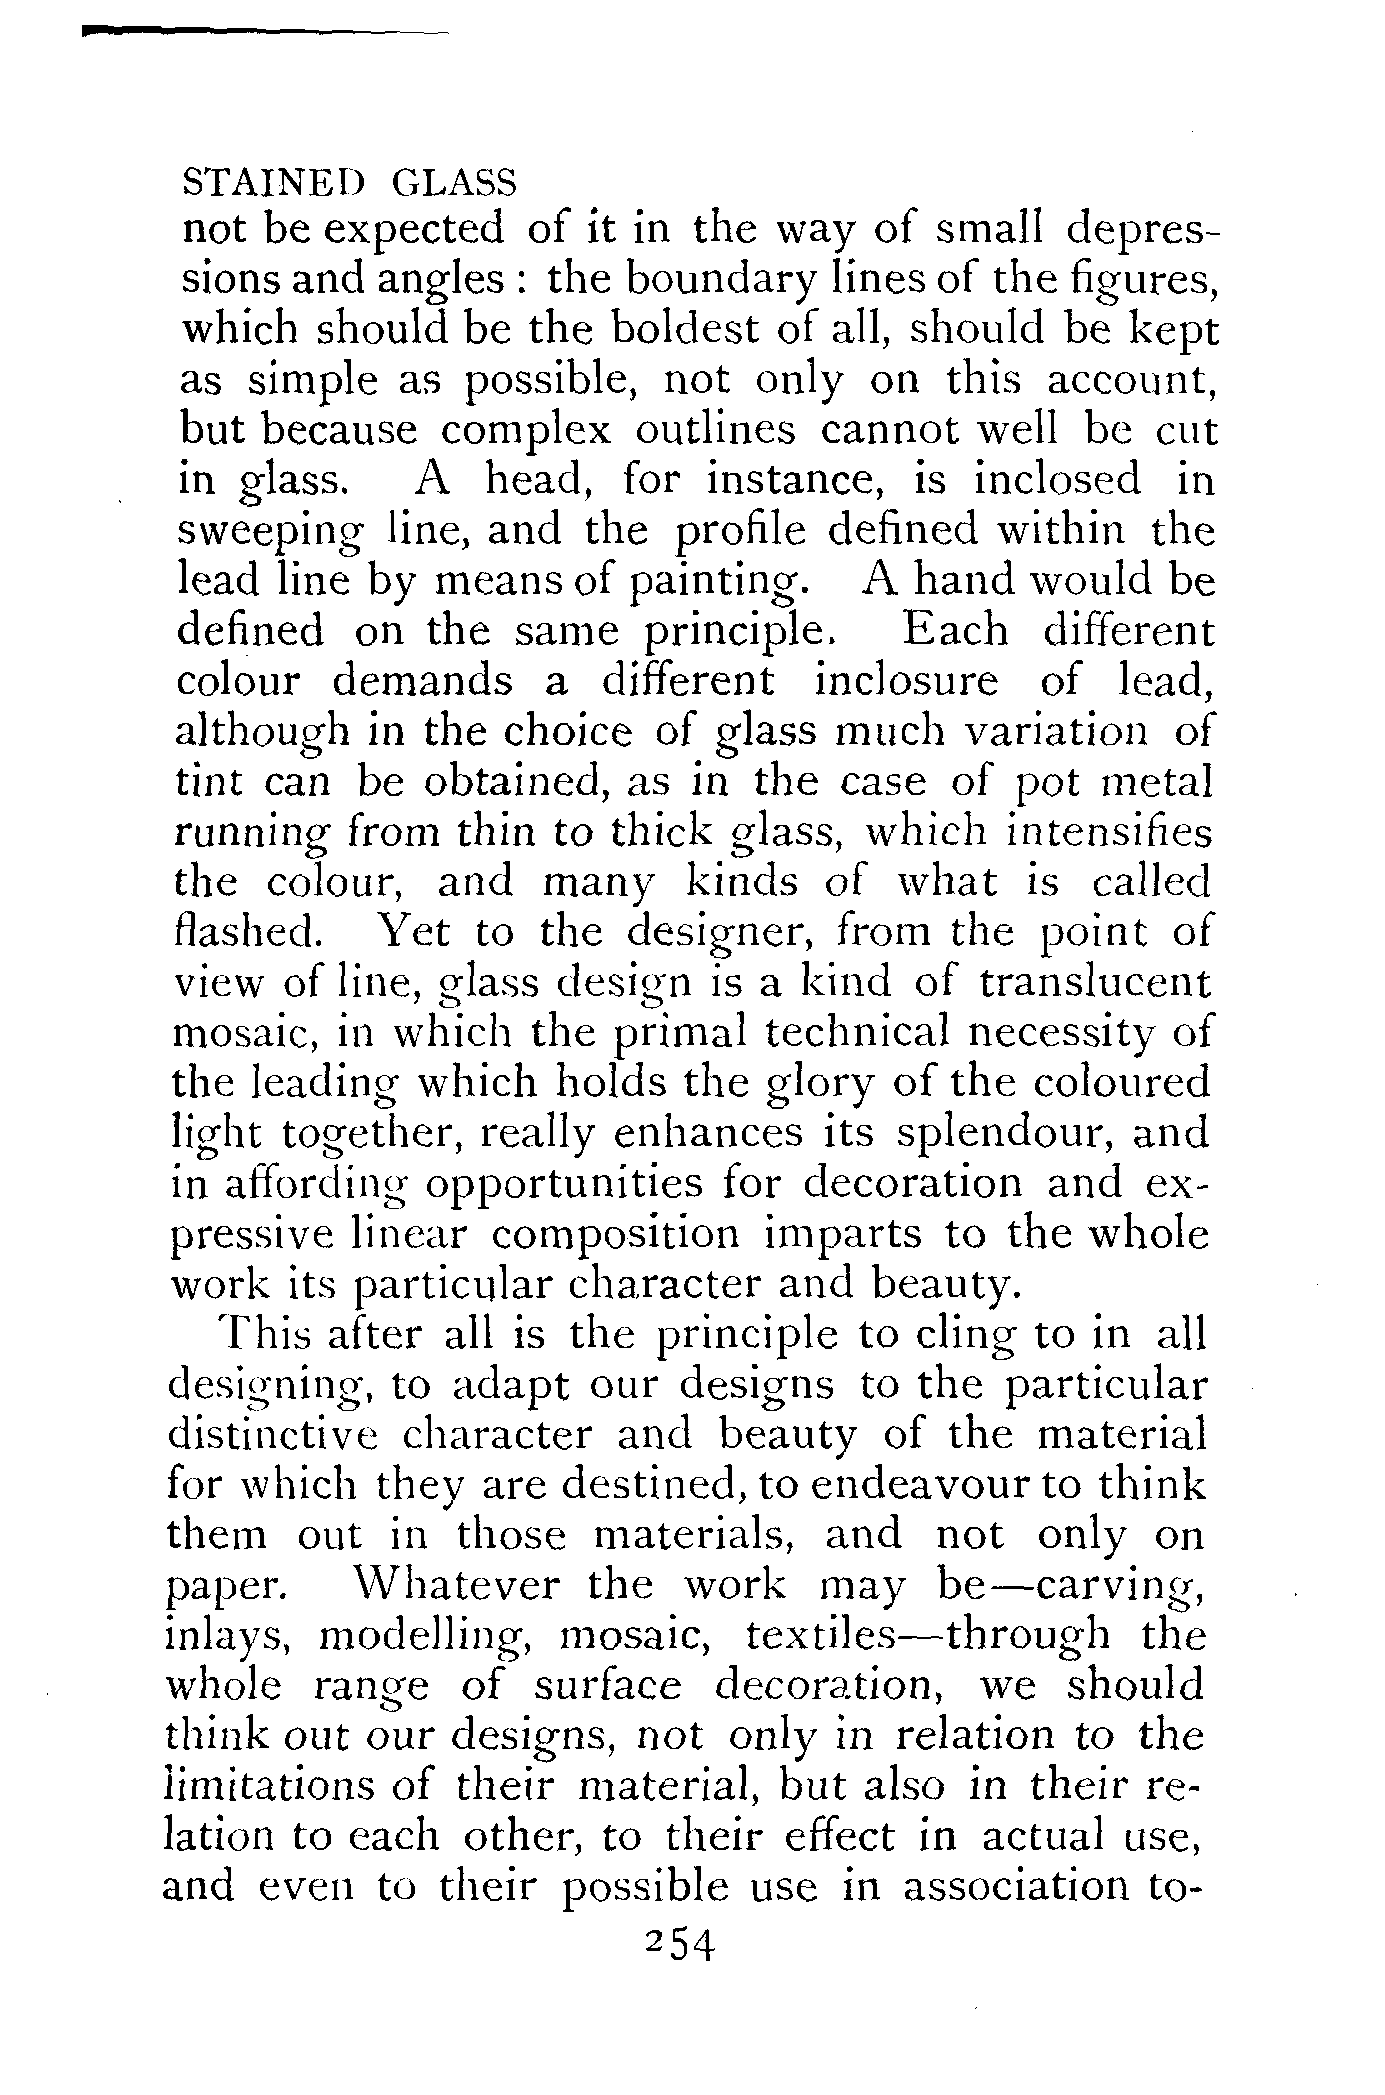 STAINED GLASS
not be expected of it in the way of small depres-
sions and angles : the boundary lines of the figures,
which should be the boldest of all, should be kept
as simple as possible, not only on this account,
but because complex outlines cannot well be cut
in glass. A head, for instance, is inclosed in
sweeping line, and the profile defined within the
lead line by means of painting. A hand would be
defined on the same principle. Each different
colour demands a different inclosure of lead,
although in the choice of glass much variation of
tint can be obtained, as in the case of pot metal
running from thin to thick glass, which intensifies
the colour, and many kinds of what is called
flashed. Yet to the designer, from the point of
view of line, glass design is a kind of translucent
mosaic, in which the primal technical necessity of
the leading which holds the glory of the coloured
light together, really enhances its splendour, and
in affording opportunities for decoration and ex-
pressive linear composition imparts to the whole
work its particular character and beauty.
This after all is the principle to cling to in all
designing, to adapt our designs to the particular
distinctive character and beauty of the material
for which they are destined, to endeavour to think
them out in those materials, and not only on
paper. Whatever the work may be—carving,
inlays, modelling, mosaic, textiles—through the
whole range of surface decoration, we should
think out our designs, not only in relation to the
limitations of their material, but also in their re-
lation to each other, to their effect in actual use,
and even to their possible use in association to-
254